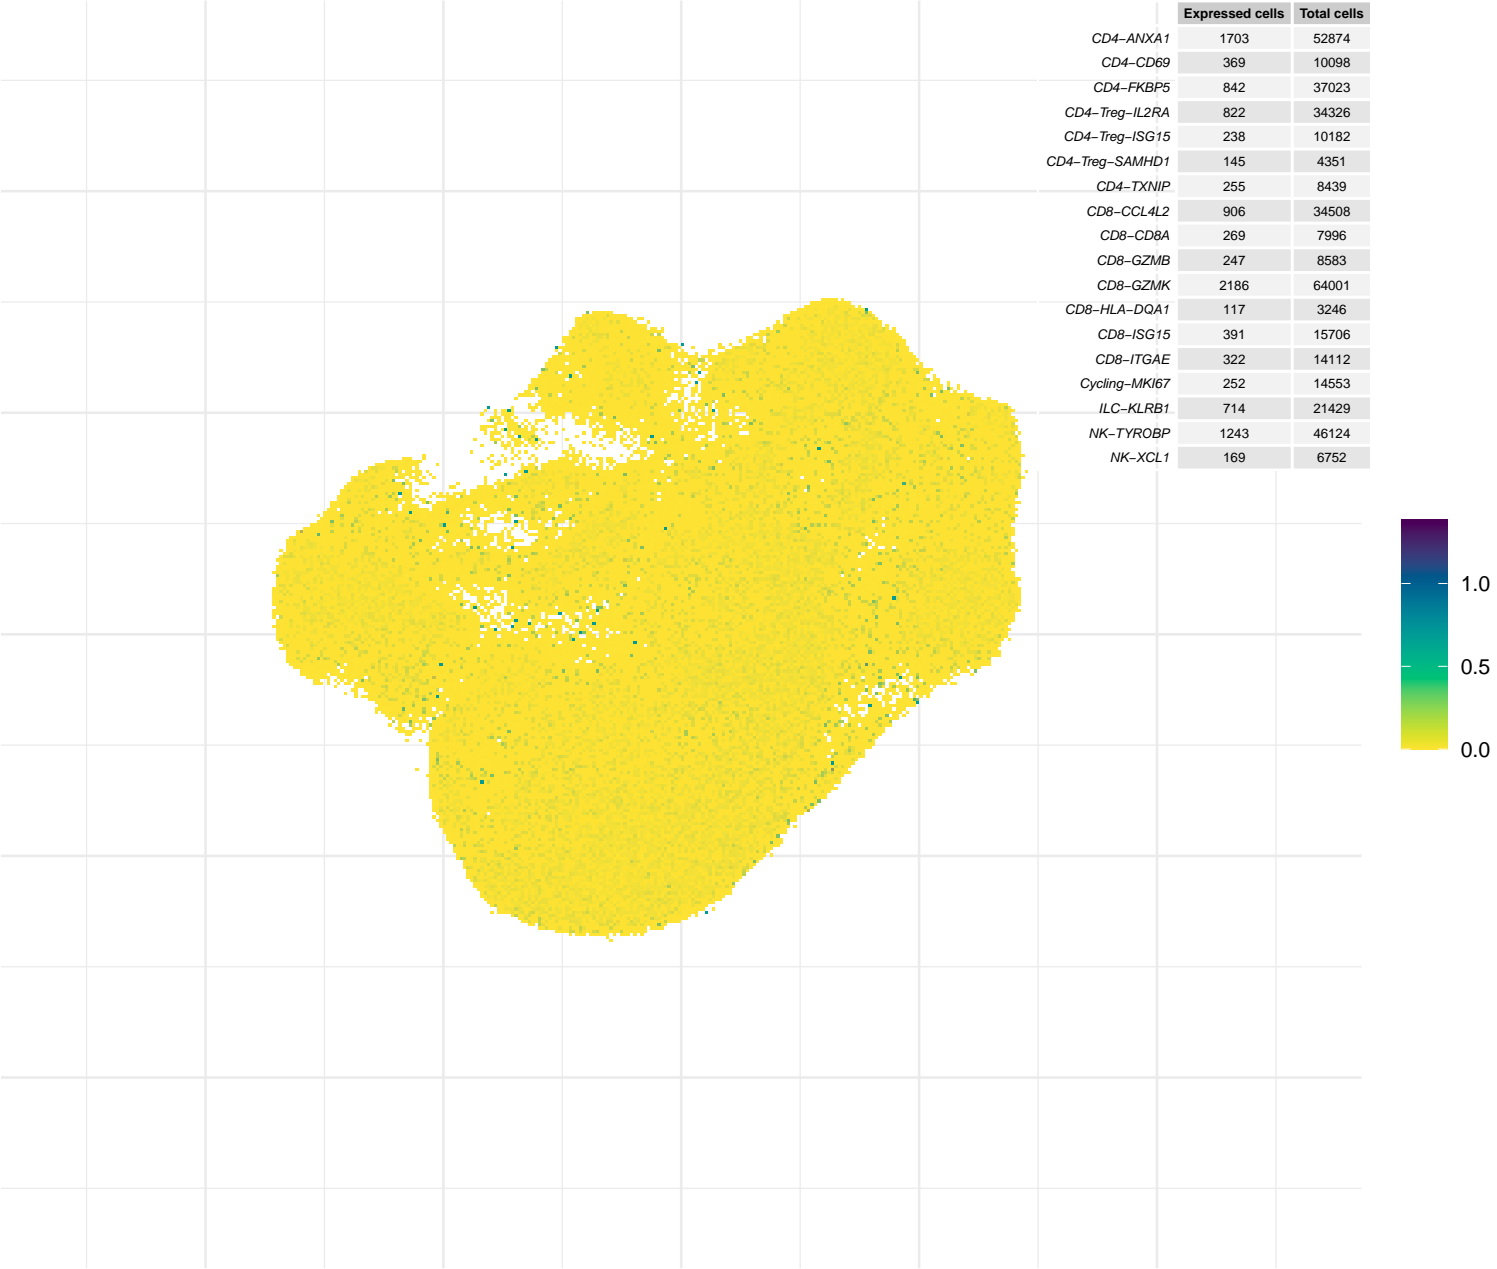 Expressed cells Total cells
CD4−ANXA1 1703 52874
CD4−CD69 369 10098
CD4−FKBP5 842 37023
CD4−Treg−IL2RA 822 34326
CD4−Treg−ISG15 238 10182
CD4−Treg−SAMHD1 145 4351
CD4−TXNIP 255 8439
CD8−CCL4L2 906 34508
CD8−CD8A 269 7996
CD8−GZMB 247 8583
CD8−GZMK 2186 64001
CD8−HLA−DQA1 117 3246
CD8−ISG15 391 15706
CD8−ITGAE 322 14112
Cycling−MKI67 252 14553
ILC−KLRB1 714 21429
NK−TYROBP 1243 46124
NK−XCL1 169 6752
1.0
0.5
0.0